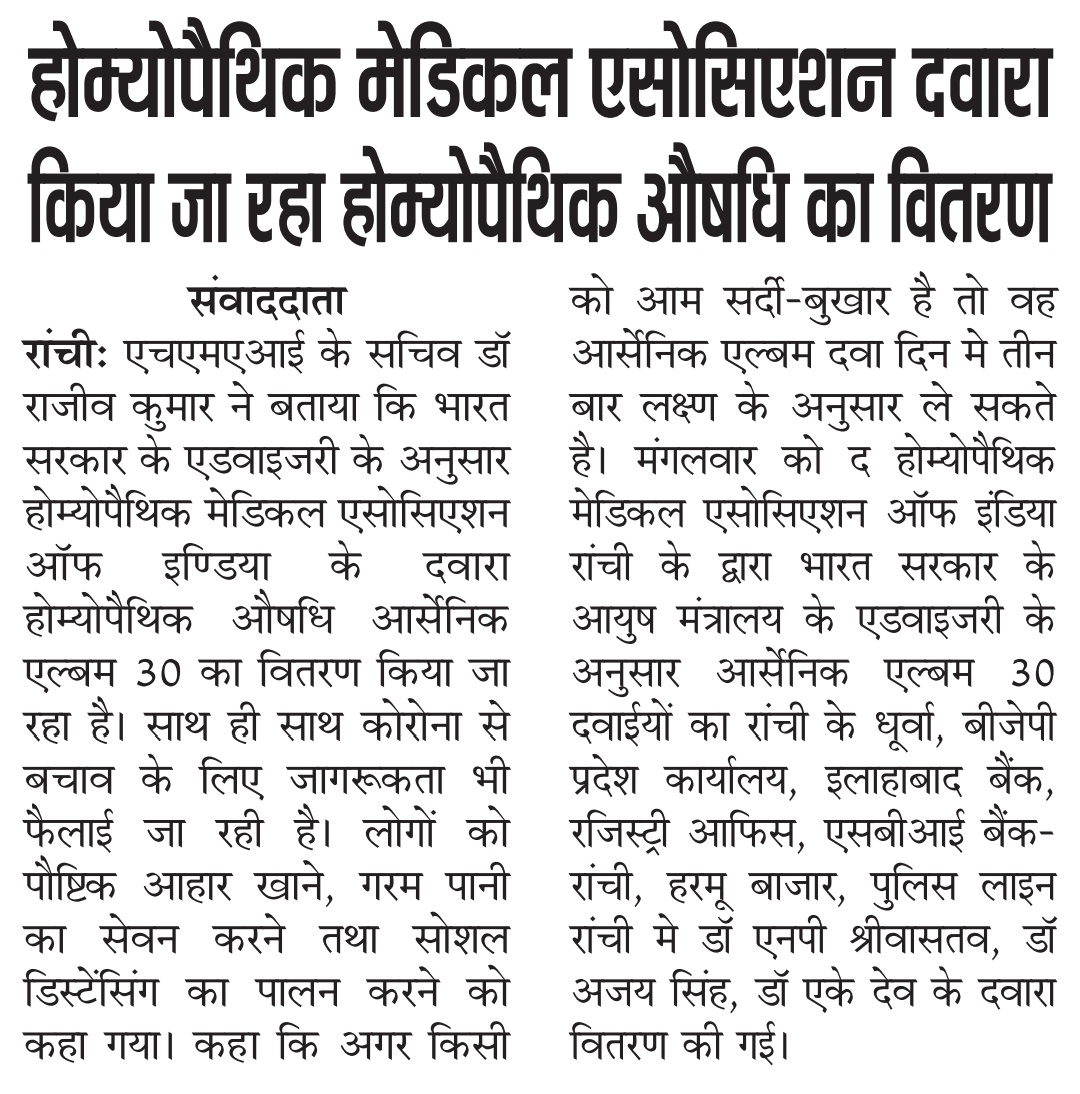 होम्योपैथिक मेडिकल एसोसिएशन दवारा
किया जा रहा होम्योपैथिक औषधि का वितरण
संवाददाता
रांचीः एचएमएआई के सचिव डॉ
राजीव कुमार ने बताया कि भारत
सरकार के एडवाइजरी के अनुसार
होम्योपैथिक मेडिकल एसोसिएशन
ऑफ इण्डिया के दवारा
होम्योपैथिक औषधि आर्सेनिक
एल्बम 30 का वितरण किया जा
रहा है। साथ ही साथ कोरोना से
बचाव के लिए जागरूकता भी
फैलाई जा रही है। लोगों को
पौष्टिक आहार खाने, गरम पानी
का सेवन करने तथा सोशल
डिस्टेंसिंग का पालन करने को
कहा गया। कहा कि अगर किसी
को आम सर्दी-बुखार है तो वह
आर्सेनिक एल्बम दवा दिन मे तीन
बार लक्ष्ण के अनुसार ले सकते
है। मंगलवार को द होम्योपैथिक
मेडिकल एसोसिएशन ऑफ इंडिया
रांची के द्वारा भारत सरकार के
आयुष मंत्रालय के एडवाइजरी के
अनुसार आर्सेनिक एल्बम 30
दवाईयों का रांची के धूर्वा, बीजेपी
प्रदेश कार्यालय, इलाहाबाद बैंक,
रजिस्ट्री आफिस, एसबीआई बैंक-
रांची, हरमू बाजार, पुलिस लाइन
रांची मे डॉ एनपी श्रीवासतव, डॉ
अजय सिंह, डॉ एके देव के दवारा
वितरण की गई।